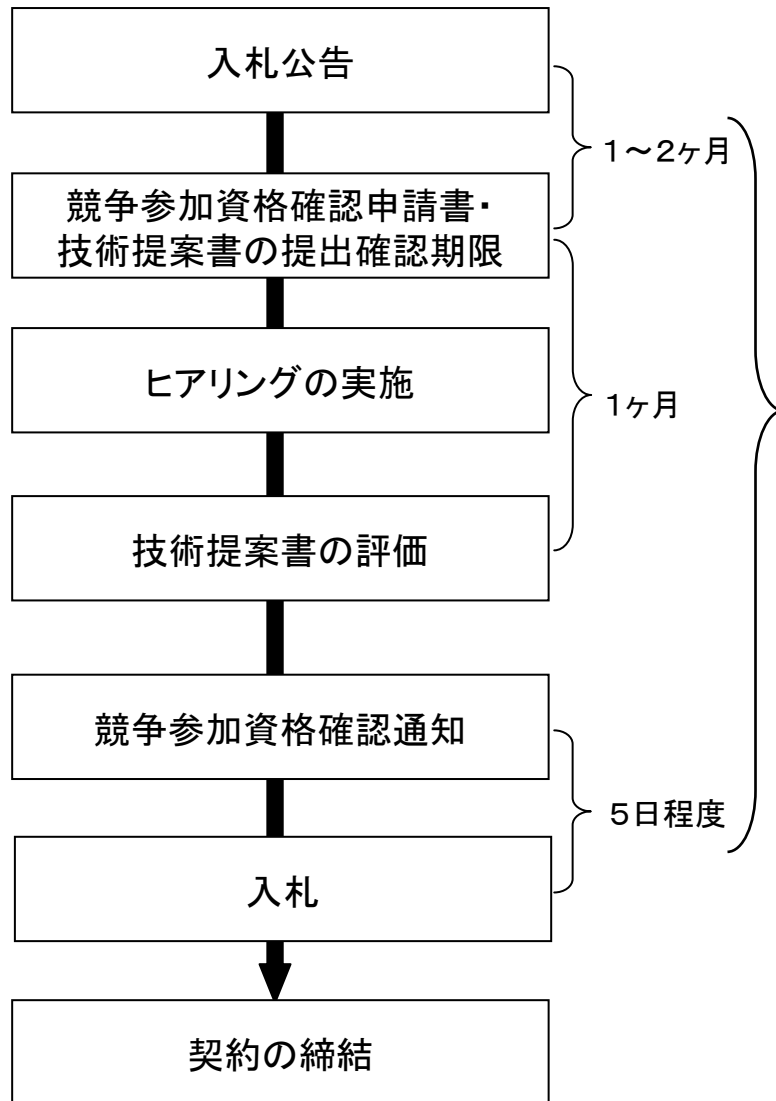 入札公告
1～2ヶ月
競争参加資格確認申請書・
技術提案書の提出確認期限
ヒアリングの実施
1ヶ月
技術提案書の評価
競争参加資格確認通知
5日程度
入札
契約の締結